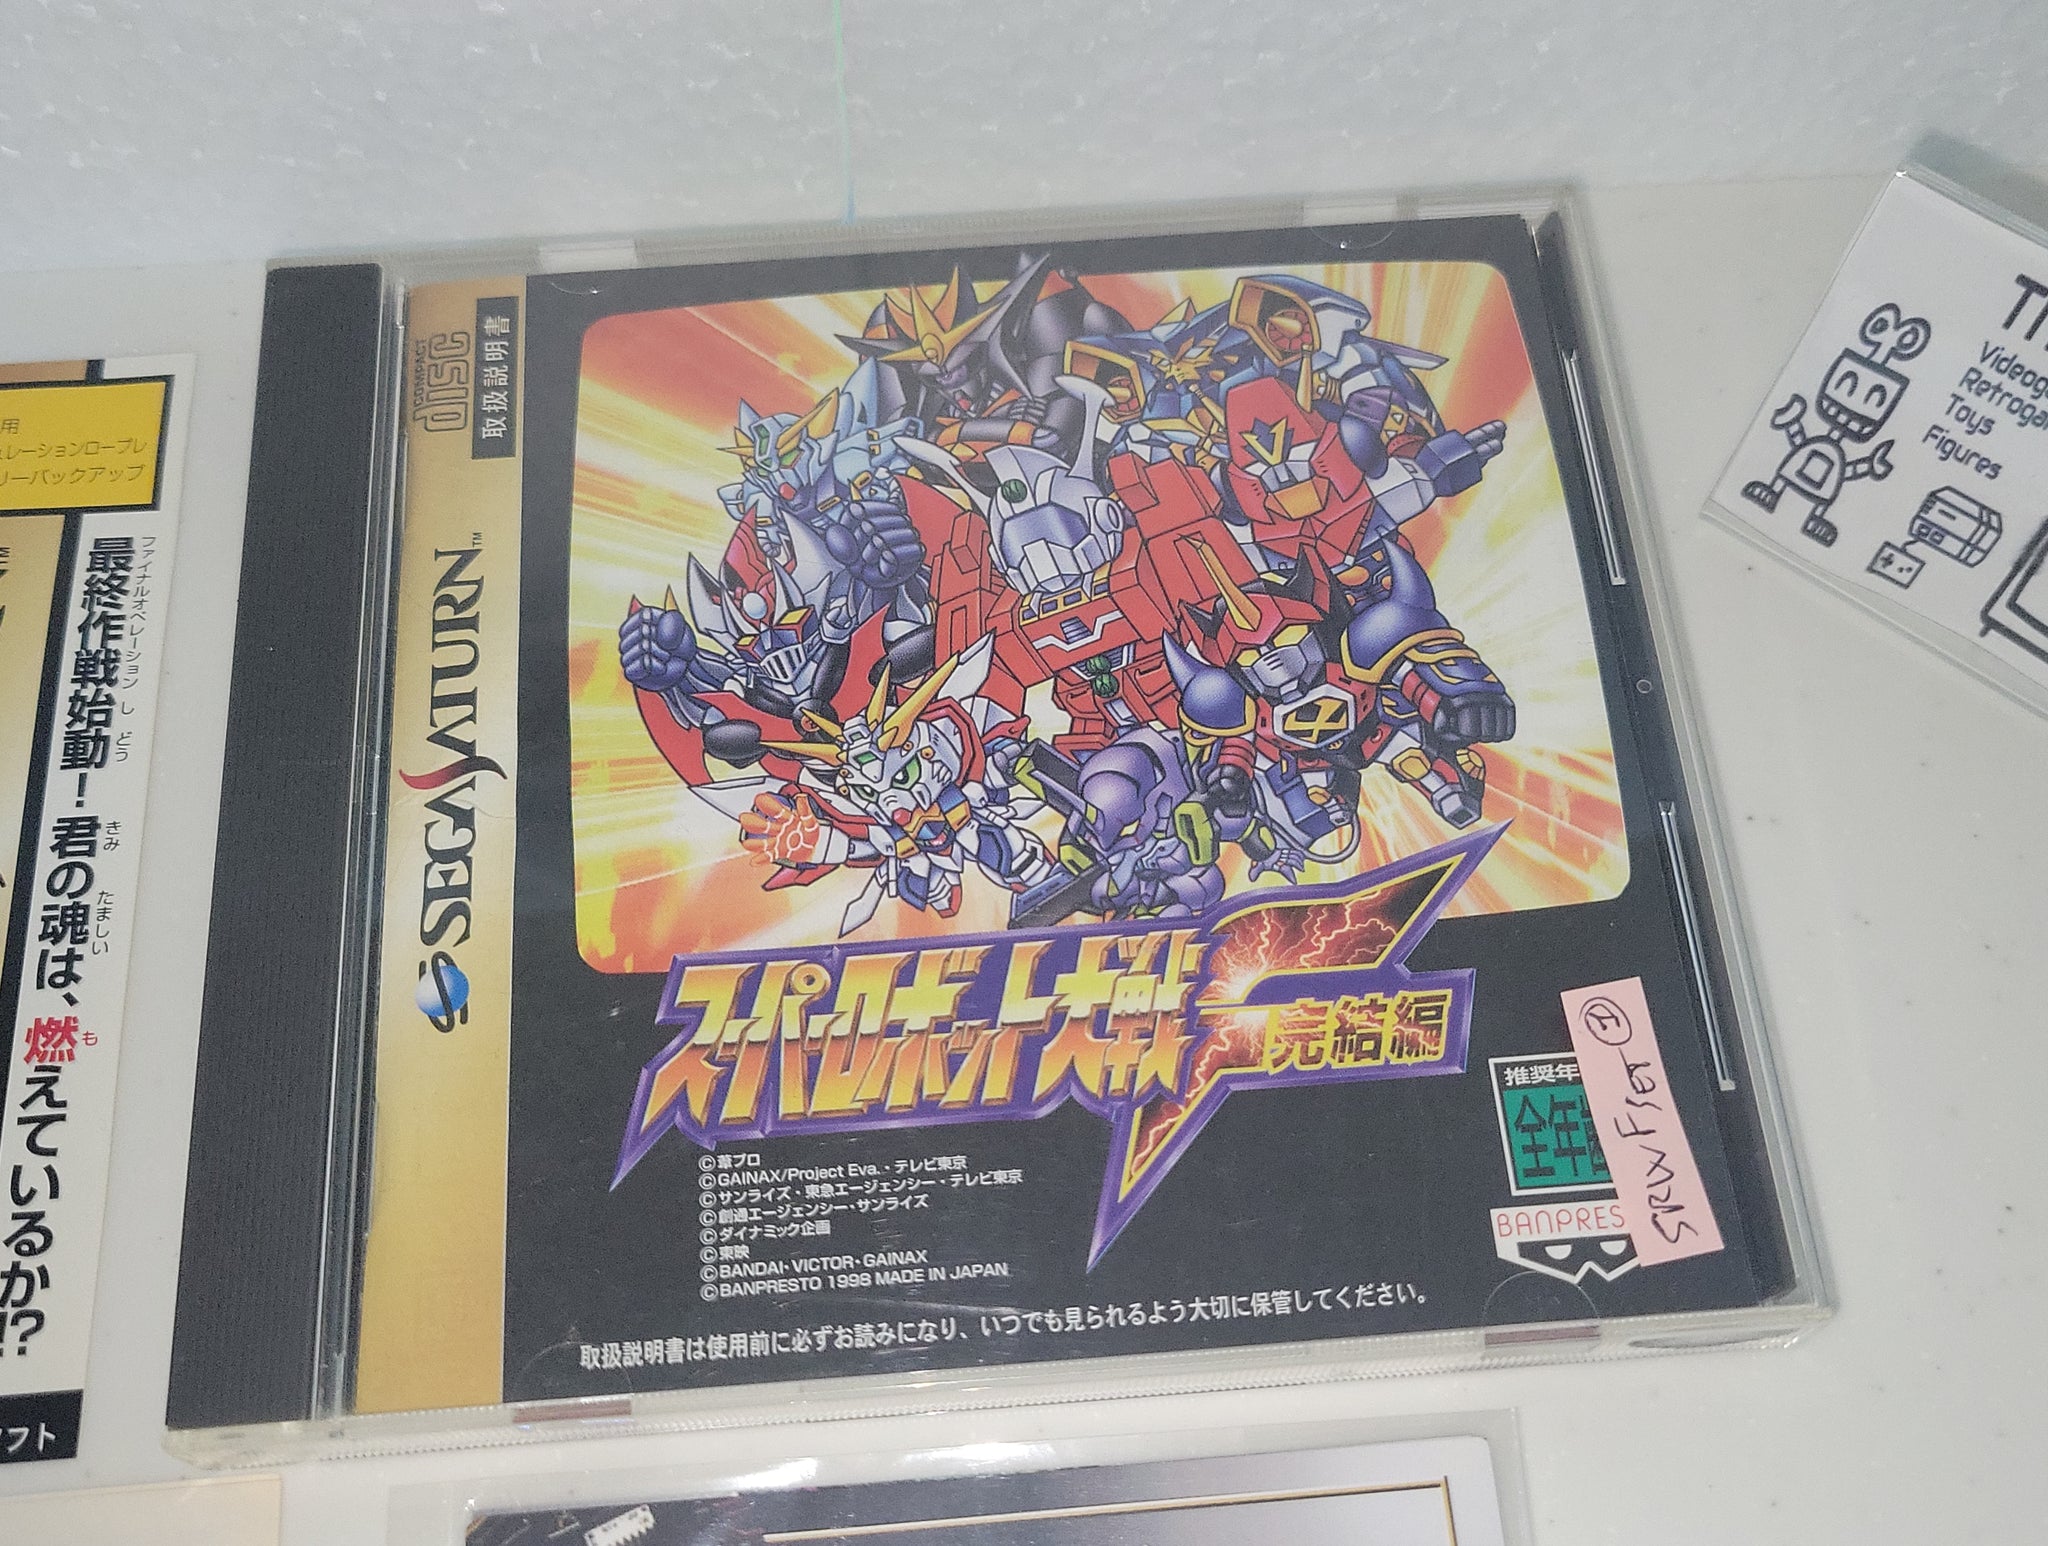 用
ュレーションロープレ
リーバックアップ
最終作戦始動!君の魂は、燃えているか!?
ファイナルオペレーション し どう きみ たましい も
フト
COMPACT
disc
取扱説明書
SEGA SATURN™
スーパーロボット大戦F
完結編
©葦プロ
©GAINAX/Project Eva.・テレビ東京
©サンライズ・東急エージェンシー・テレビ東京
©創通エージェンシー・サンライズ
©ダイナミック企画
©東映
©BANDAI・VICTOR・GAINAX
©BANPRESTO 1998 MADE IN JAPAN
取扱説明書は使用前に必ずお読みになり、いつでも見られるよう大切に保管してください。
推奨年
全年
BANPRES
SRW F
Toys
Figures